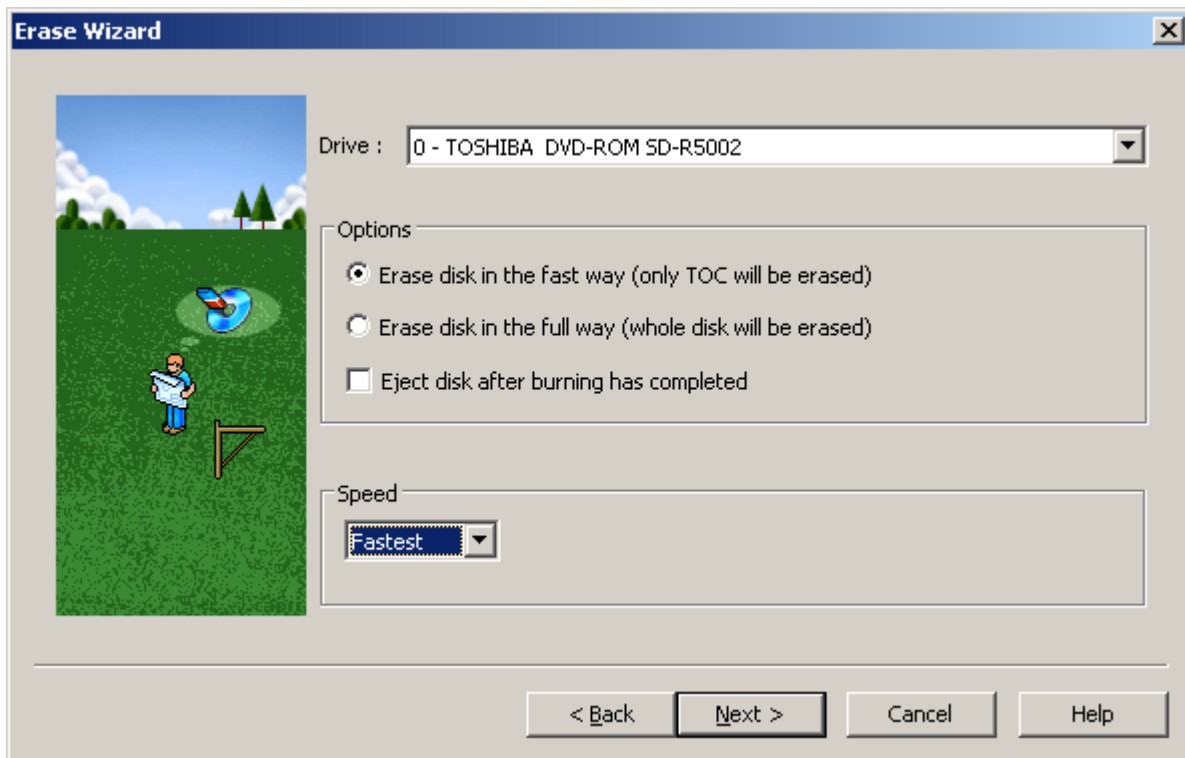 Erase Wizard
Drive : 0 - TOSHIBA DVD-ROM SD-R5002
Options
Erase disk in the fast way (only TOC will be erased)
Erase disk in the full way (whole disk will be erased)
Eject disk after burning has completed
Speed
Fastest
< Back Next > Cancel Help